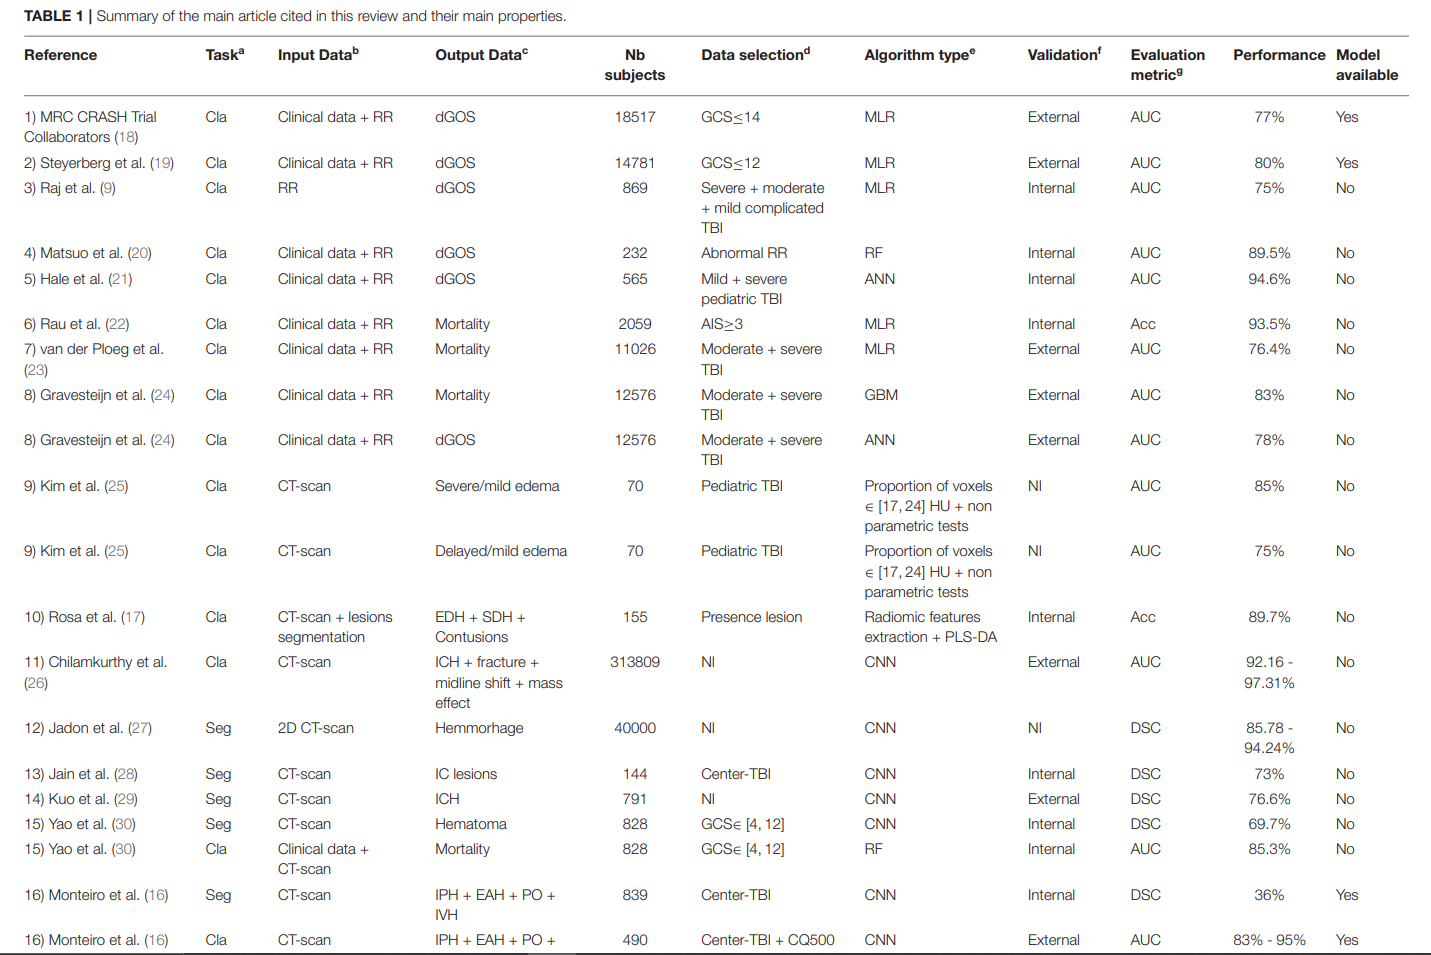 TABLE 1 | Summary of the main article cited in this review and their main properties.
Reference Taskᵃ Input Dataᵇ Output Dataᶜ Nb subjects Data selectionᵈ Algorithm typeᵉ Validationᶠ Evaluation metricᵍ Performance Model available
1) MRC CRASH Trial Collaborators (18) Cla Clinical data + RR dGOS 18517 GCS≤14 MLR External AUC 77% Yes
2) Steyerberg et al. (19) Cla Clinical data + RR dGOS 14781 GCS≤12 MLR External AUC 80% Yes
3) Raj et al. (9) Cla RR dGOS 869 Severe + moderate + mild complicated TBI MLR Internal AUC 75% No
4) Matsuo et al. (20) Cla Clinical data + RR dGOS 232 Abnormal RR RF Internal AUC 89.5% No
5) Hale et al. (21) Cla Clinical data + RR dGOS 565 Mild + severe pediatric TBI ANN Internal AUC 94.6% No
6) Rau et al. (22) Cla Clinical data + RR Mortality 2059 AIS≥3 MLR Internal Acc 93.5% No
7) van der Ploeg et al. (23) Cla Clinical data + RR Mortality 11026 Moderate + severe TBI MLR External AUC 76.4% No
8) Gravesteijn et al. (24) Cla Clinical data + RR Mortality 12576 Moderate + severe TBI GBM External AUC 83% No
8) Gravesteijn et al. (24) Cla Clinical data + RR dGOS 12576 Moderate + severe TBI ANN External AUC 78% No
9) Kim et al. (25) Cla CT-scan Severe/mild edema 70 Pediatric TBI Proportion of voxels ∈ [17, 24] HU + non parametric tests NI AUC 85% No
9) Kim et al. (25) Cla CT-scan Delayed/mild edema 70 Pediatric TBI Proportion of voxels ∈ [17, 24] HU + non parametric tests NI AUC 75% No
10) Rosa et al. (17) Cla CT-scan + lesions segmentation EDH + SDH + Contusions 155 Presence lesion Radiomic features extraction + PLS-DA Internal Acc 89.7% No
11) Chilamkurthy et al. (26) Cla CT-scan ICH + fracture + midline shift + mass effect 313809 NI CNN External AUC 92.16 - 97.31% No
12) Jadon et al. (27) Seg 2D CT-scan Hemmorhage 40000 NI CNN NI DSC 85.78 - 94.24% No
13) Jain et al. (28) Seg CT-scan IC lesions 144 Center-TBI CNN Internal DSC 73% No
14) Kuo et al. (29) Seg CT-scan ICH 791 NI CNN External DSC 76.6% No
15) Yao et al. (30) Seg CT-scan Hematoma 828 GCS∈ [4, 12] CNN Internal DSC 69.7% No
15) Yao et al. (30) Cla Clinical data + CT-scan Mortality 828 GCS∈ [4, 12] RF Internal AUC 85.3% No
16) Monteiro et al. (16) Seg CT-scan IPH + EAH + PO + IVH 839 Center-TBI CNN Internal DSC 36% Yes
16) Monteiro et al. (16) Cla CT-scan IPH + EAH + PO + 490 Center-TBI + CQ500 CNN External AUC 83% - 95% Yes